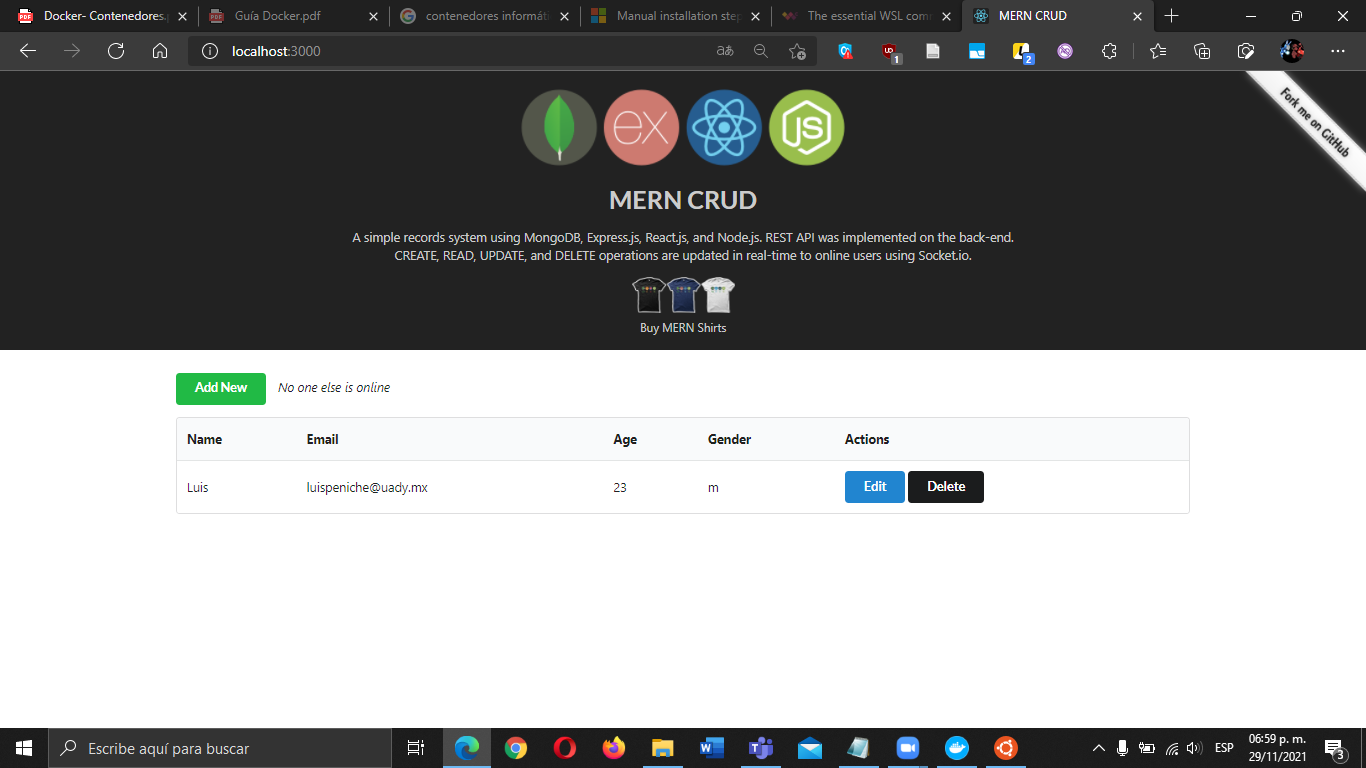 Docker- Contenedores.
Guía Docker.pdf
contenedores informáti
Manual installation step
The essential WSL com
MERN CRUD
localhost:3000
aあ
UD
1
2
Fork me on GitHub
ex
JS
MERN CRUD
A simple records system using MongoDB, Express.js, React.js, and Node.js. REST API was implemented on the back-end.
CREATE, READ, UPDATE, and DELETE operations are updated in real-time to online users using Socket.io.
Buy MERN Shirts
Add New
No one else is online
Name Email Age Gender Actions
Luis luispeniche@uady.mx 23 m Edit Delete
Escribe aquí para buscar
ESP
06:59 p. m.
29/11/2021
3